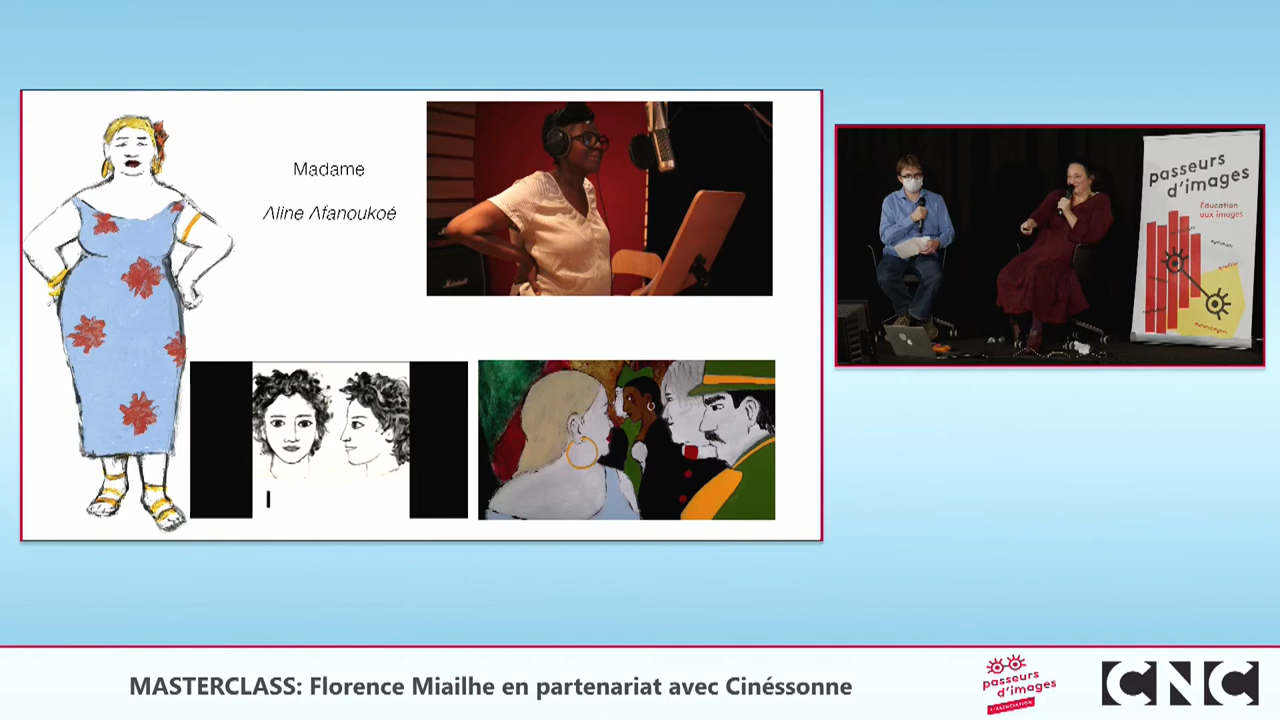 Madame
Aline Afanoukoé
Marshall
passeurs
d'images
Éducation
aux images
MASTERCLASS: Florence Miailhe en partenariat avec Cinéssonne
passeurs
d'images
L'ASSOCIATION
CNC